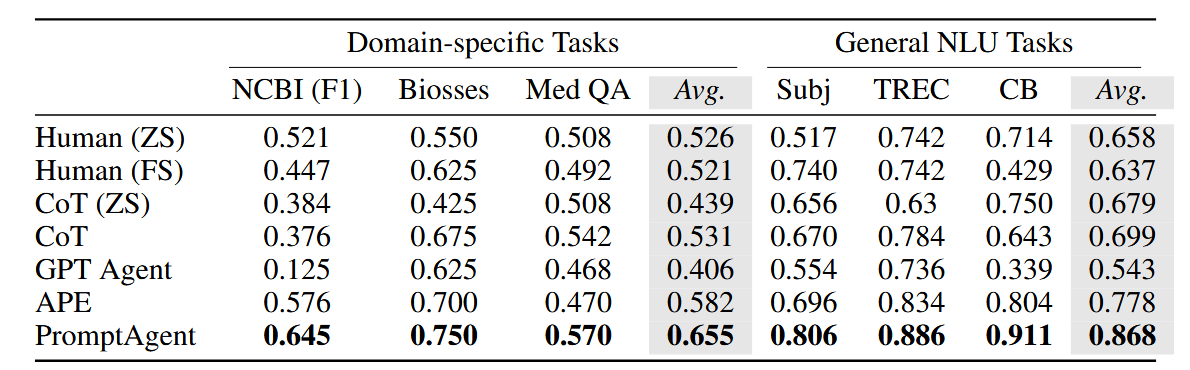 Domain-specific Tasks General NLU Tasks
NCBI (F1) Biosses Med QA Avg. Subj TREC CB Avg.
Human (ZS) 0.521 0.550 0.508 0.526 0.517 0.742 0.714 0.658
Human (FS) 0.447 0.625 0.492 0.521 0.740 0.742 0.429 0.637
CoT (ZS) 0.384 0.425 0.508 0.439 0.656 0.63 0.750 0.679
CoT 0.376 0.675 0.542 0.531 0.670 0.784 0.643 0.699
GPT Agent 0.125 0.625 0.468 0.406 0.554 0.736 0.339 0.543
APE 0.576 0.700 0.470 0.582 0.696 0.834 0.804 0.778
PromptAgent 0.645 0.750 0.570 0.655 0.806 0.886 0.911 0.868